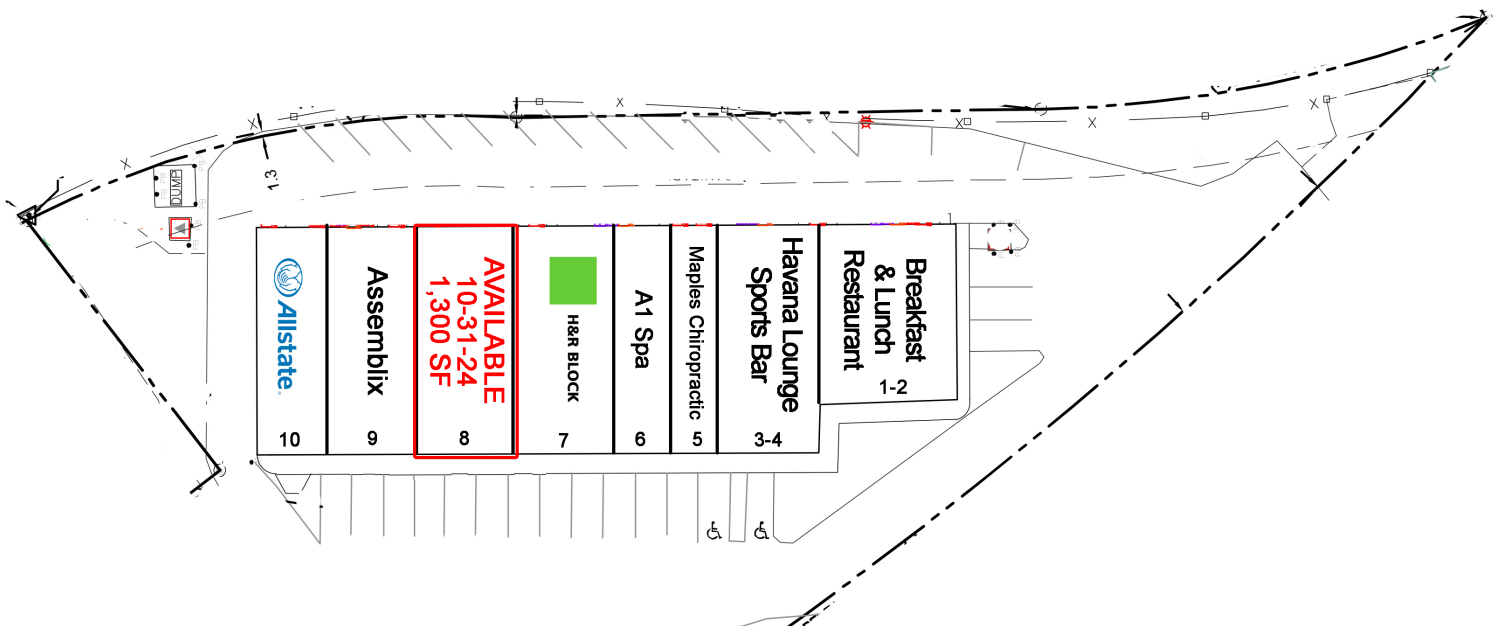 DUMP
1.3
Allstate.
10
Assemblix
9
AVAILABLE
10-31-24
1,300 SF
8
H&R BLOCK
7
A1 Spa
6
Maples Chiropractic
5
Havana Lounge
Sports Bar
3-4
Breakfast
& Lunch
Restaurant
1-2